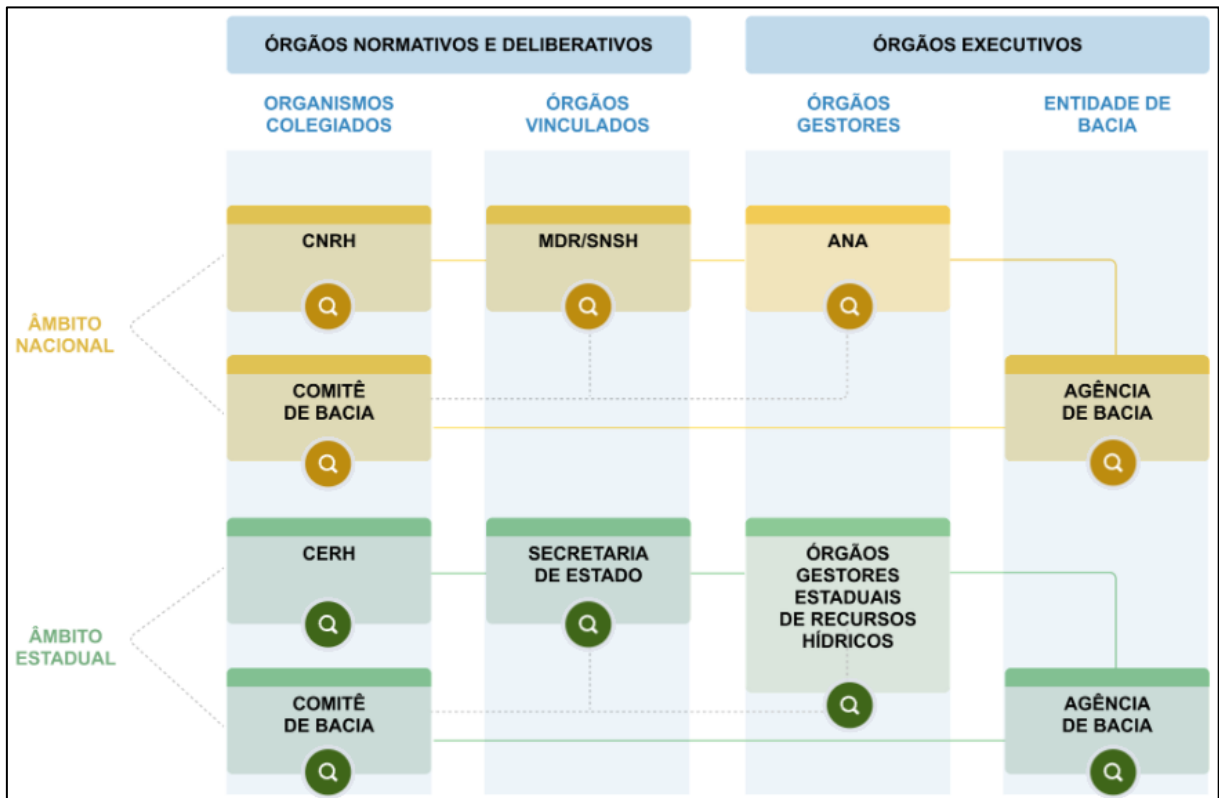 ÓRGÃOS NORMATIVOS E DELIBERATIVOS
ÓRGÃOS EXECUTIVOS
ORGANISMOS
COLEGIADOS
ÓRGÃOS
VINCULADOS
ÓRGÃOS
GESTORES
ENTIDADE DE
BACIA
ÂMBITO
NACIONAL
CNRH
MDR/SNSH
ANA
COMITÊ
DE BACIA
AGÊNCIA
DE BACIA
ÂMBITO
ESTADUAL
CERH
SECRETARIA
DE ESTADO
ÓRGÃOS
GESTORES
ESTADUAIS
DE RECURSOS
HÍDRICOS
COMITÊ
DE BACIA
AGÊNCIA
DE BACIA